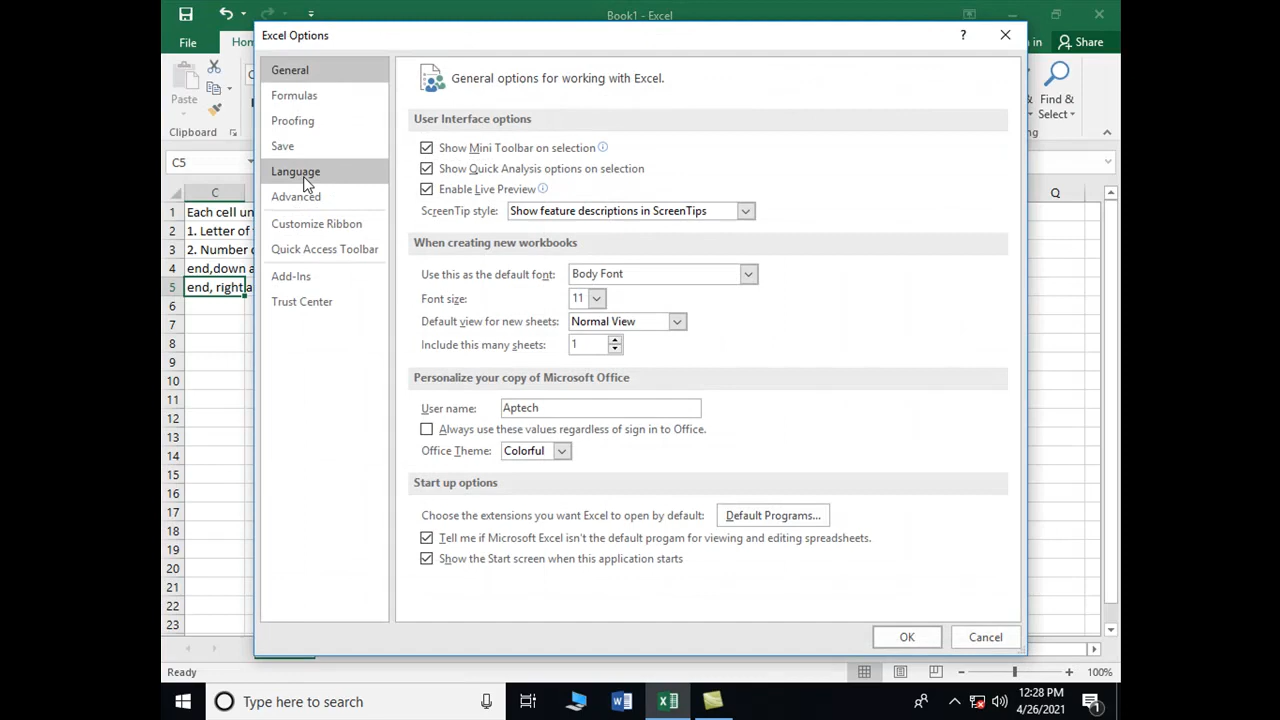 Book1 - Excel
File
Hom
n in
Share
Excel Options
?
General
Formulas
Proofing
Save
Language
Advanced
Customize Ribbon
Quick Access Toolbar
Add-Ins
Trust Center
General options for working with Excel.
User Interface options
Show Mini Toolbar on selection
Show Quick Analysis options on selection
Enable Live Preview
ScreenTip style: Show feature descriptions in ScreenTips
When creating new workbooks
Use this as the default font: Body Font
Font size: 11
Default view for new sheets: Normal View
Include this many sheets: 1
Personalize your copy of Microsoft Office
User name: Aptech
Always use these values regardless of sign in to Office.
Office Theme: Colorful
Start up options
Choose the extensions you want Excel to open by default: Default Programs...
Tell me if Microsoft Excel isn't the default progam for viewing and editing spreadsheets.
Show the Start screen when this application starts
OK
Cancel
Paste
Clipboard
Find &
Select
ng
C5
C
Q
1 Each cell un
2 1. Letter of
3 2. Number
4 end,down a
5 end, right a
6
7
8
9
10
11
12
13
14
15
16
17
18
19
20
21
22
23
Ready
100%
Type here to search
12:28 PM
4/26/2021
1